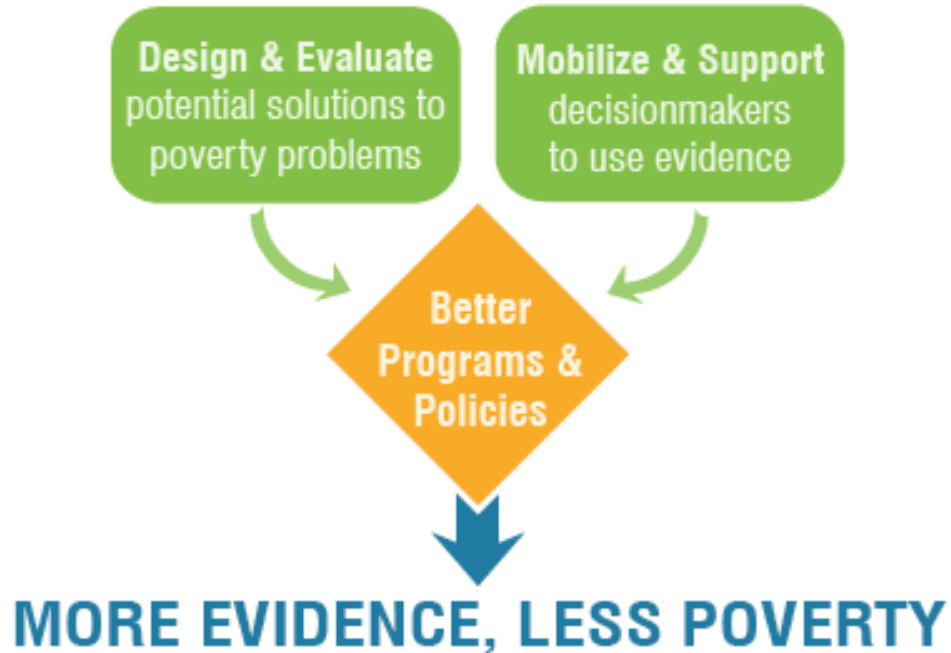 Design & Evaluate
potential solutions to
poverty problems
Mobilize & Support
decisionmakers
to use evidence
Better
Programs &
Policies
MORE EVIDENCE, LESS POVERTY